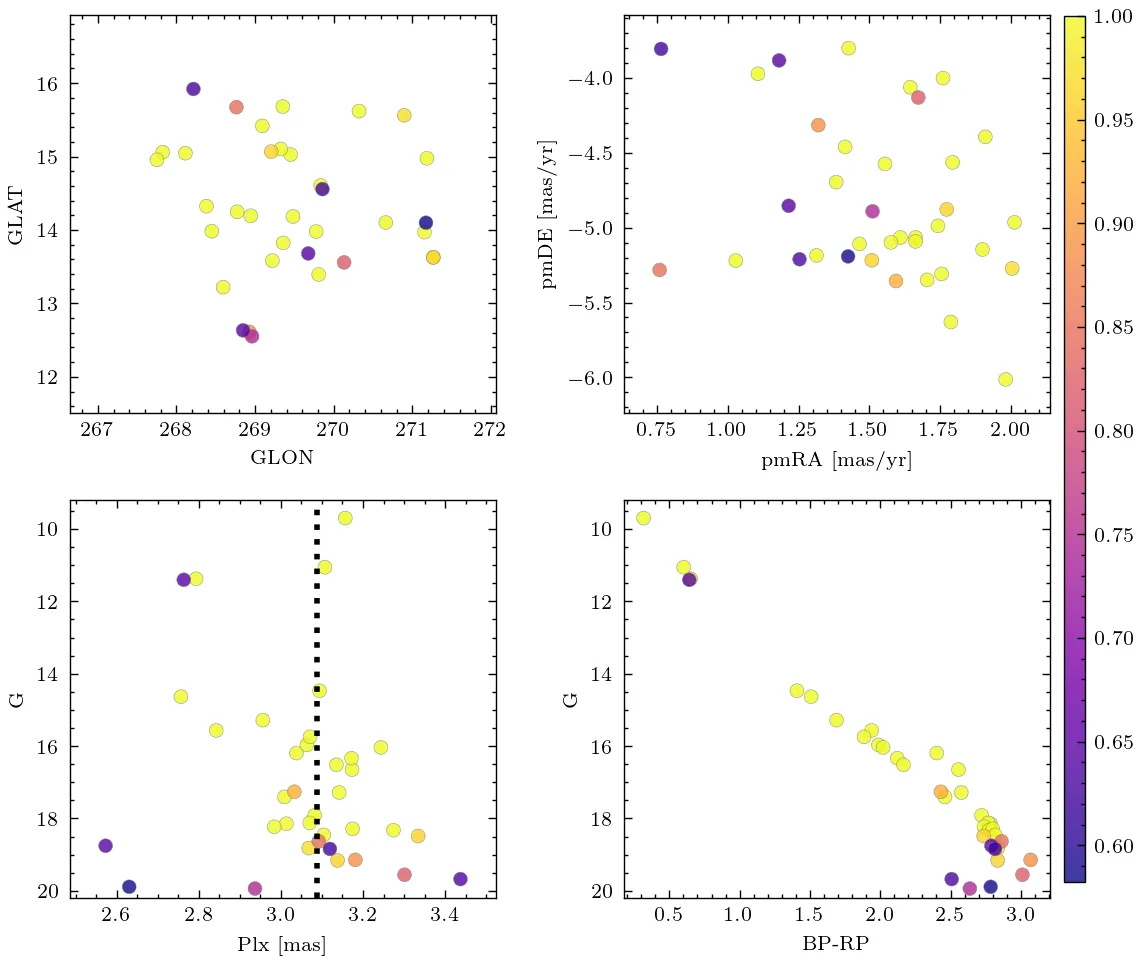 16
15
14
13
12
GLAT
267 268 269 270 271 272
GLON
−4.0
−4.5
−5.0
−5.5
−6.0
pmDE [mas/yr]
0.75 1.00 1.25 1.50 1.75 2.00
pmRA [mas/yr]
10
12
14
16
18
20
G
2.6 2.8 3.0 3.2 3.4
Plx [mas]
10
12
14
16
18
20
G
0.5 1.0 1.5 2.0 2.5 3.0
BP-RP
1.00
0.95
0.90
0.85
0.80
0.75
0.70
0.65
0.60